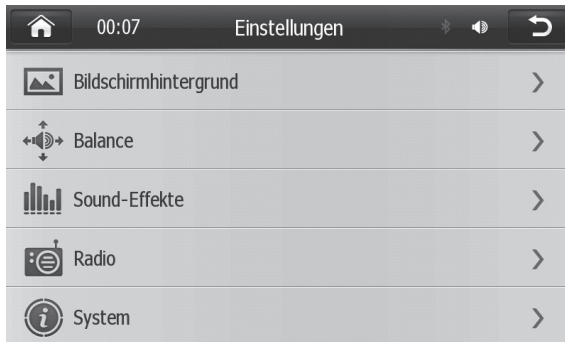 00:07 Einstellungen
Bildschirmhintergrund
Balance
Sound-Effekte
Radio
System